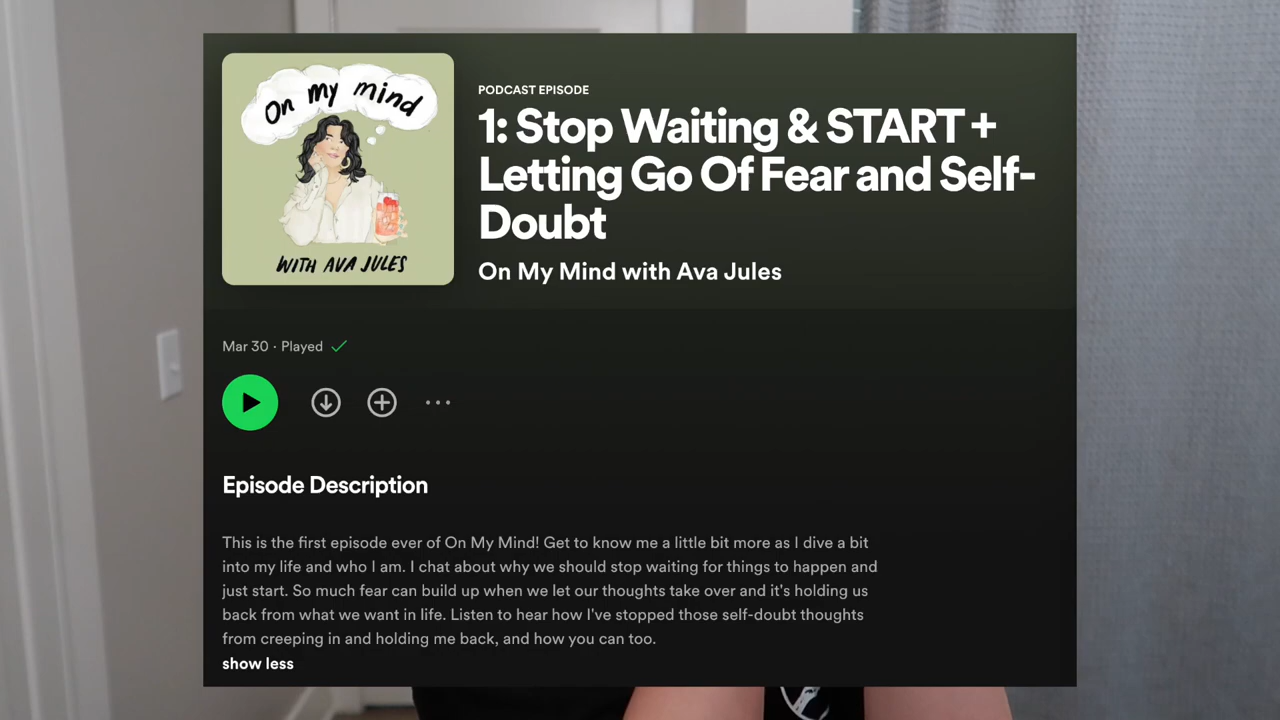 On my mind
WITH AVA JULES
PODCAST EPISODE
1: Stop Waiting & START +
Letting Go Of Fear and Self-
Doubt
On My Mind with Ava Jules
Mar 30 · Played
Episode Description
This is the first episode ever of On My Mind! Get to know me a little bit more as I dive a bit
into my life and who I am. I chat about why we should stop waiting for things to happen and
just start. So much fear can build up when we let our thoughts take over and it's holding us
back from what we want in life. Listen to hear how I've stopped those self-doubt thoughts
from creeping in and holding me back, and how you can too.
show less